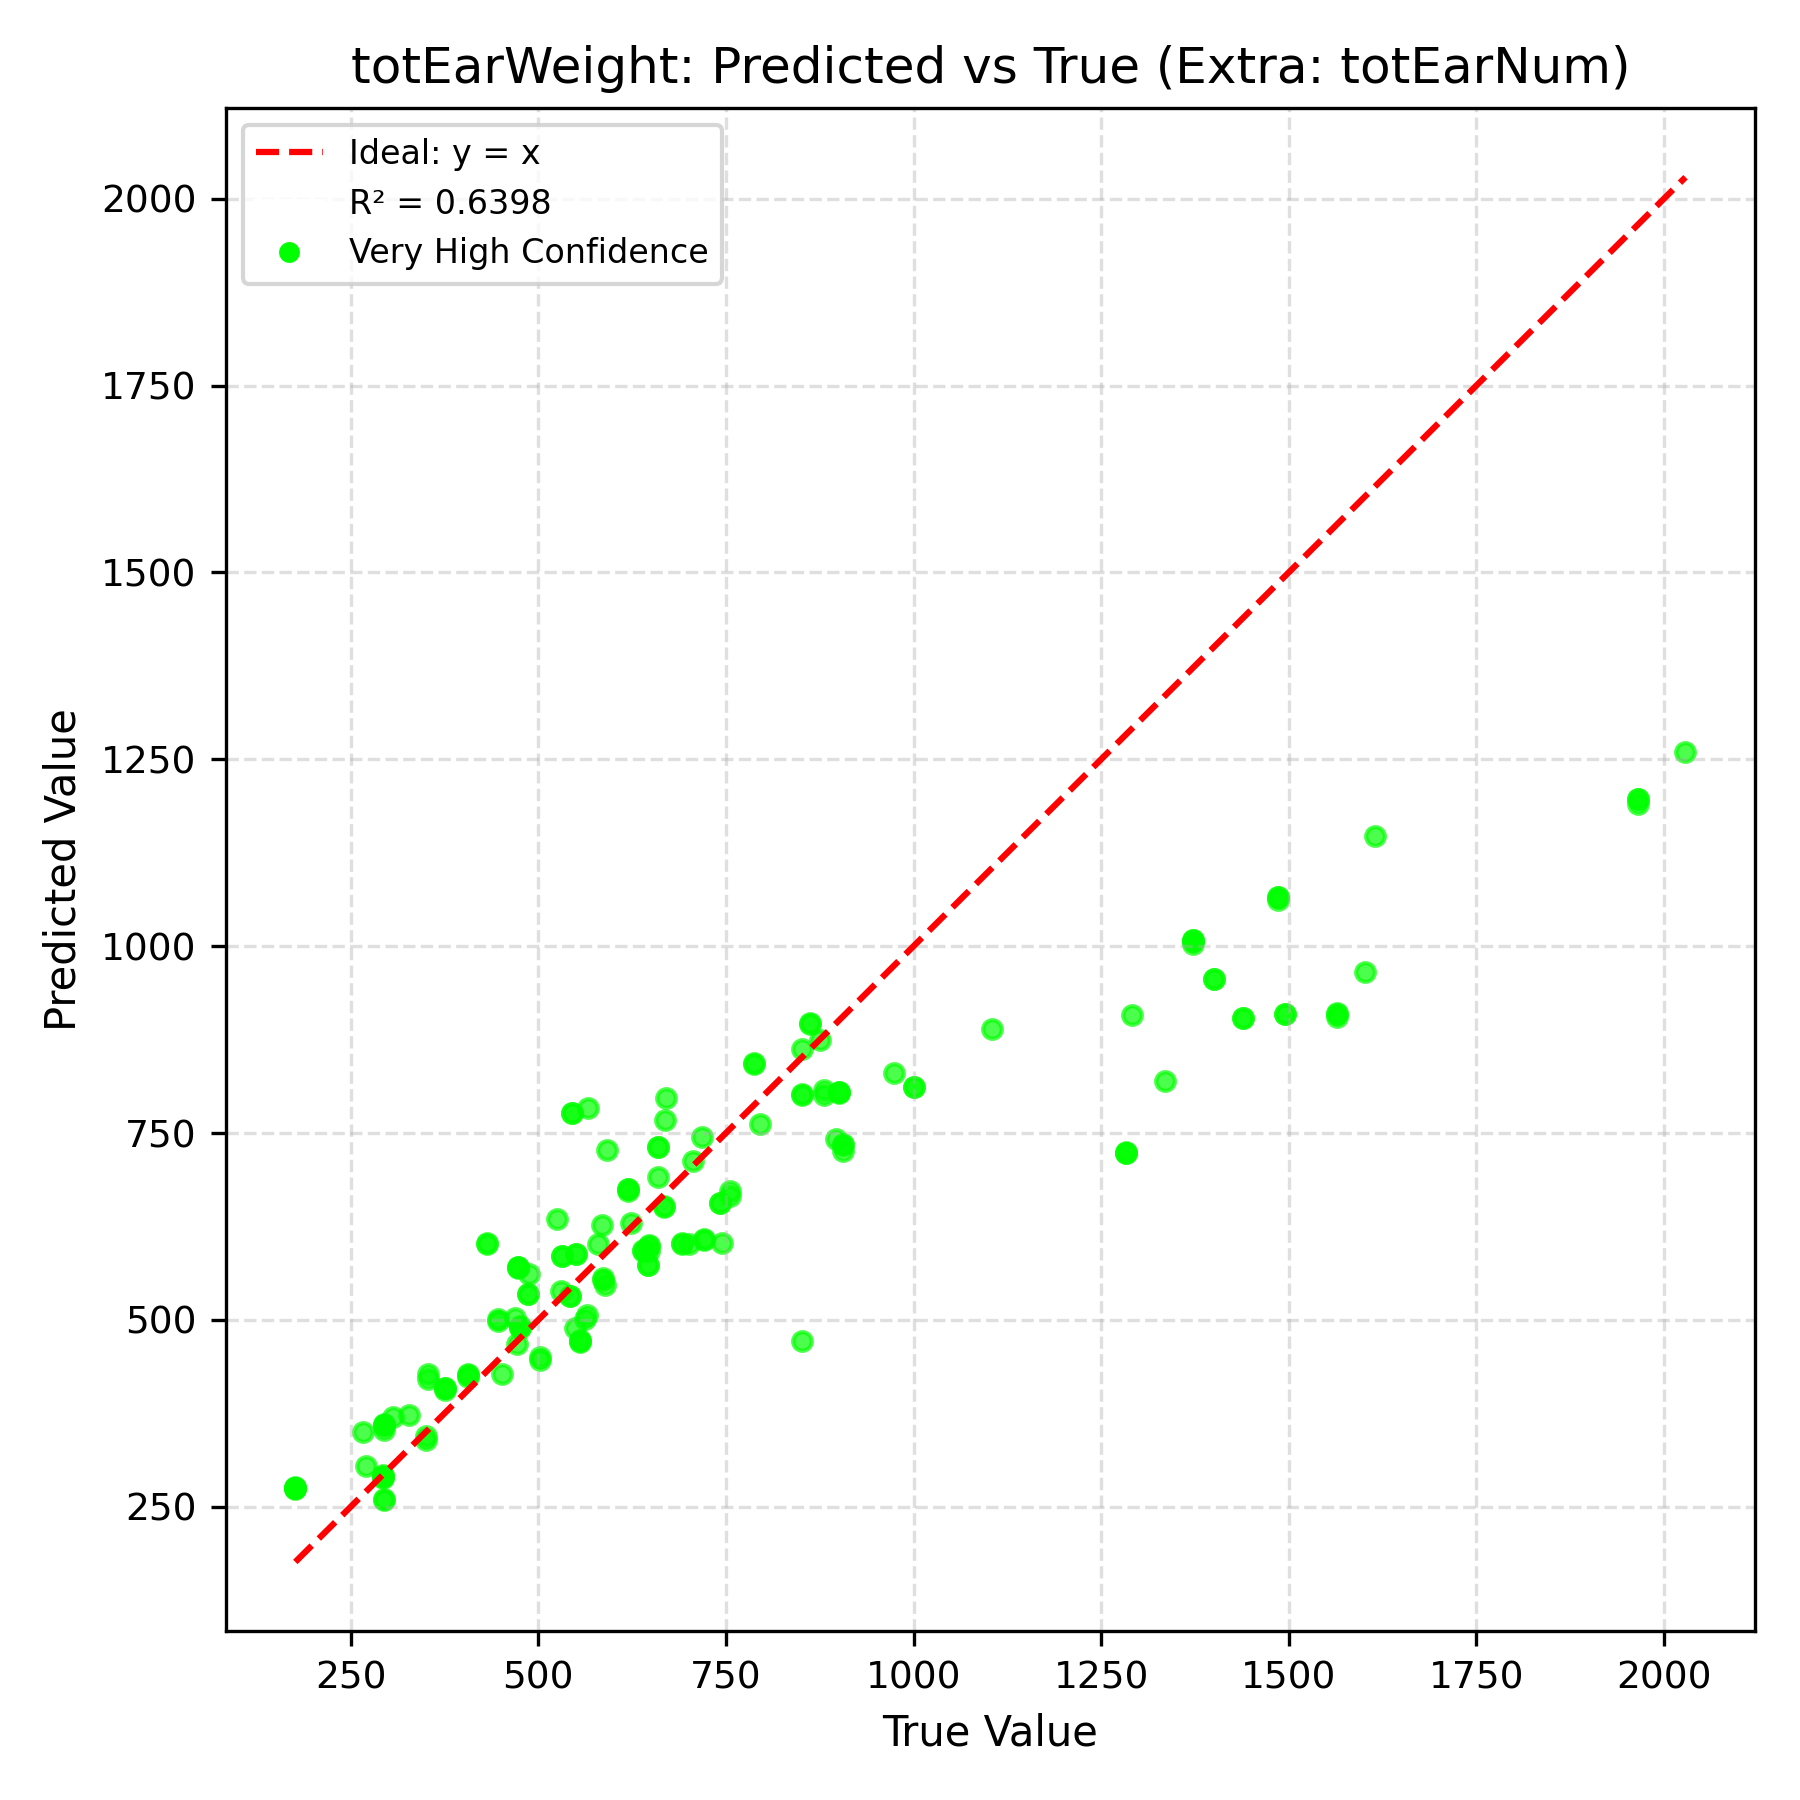 totEarWeight: Predicted vs True (Extra: totEarNum)
Ideal: y = x
R² = 0.6398
Very High Confidence
Predicted Value
2000
1750
1500
1250
1000
750
500
250
250 500 750 1000 1250 1500 1750 2000
True Value